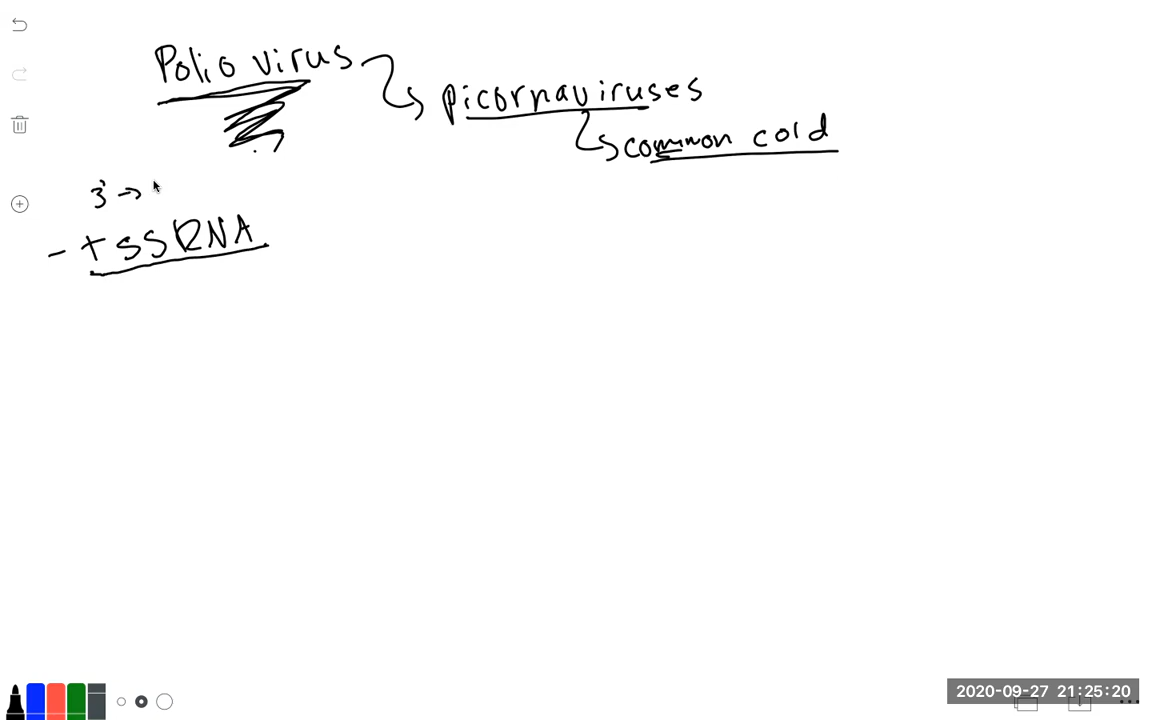 Polio virus
picornaviruses
common cold
3' →
- + SSRNA
2020-09-27 21:25:20